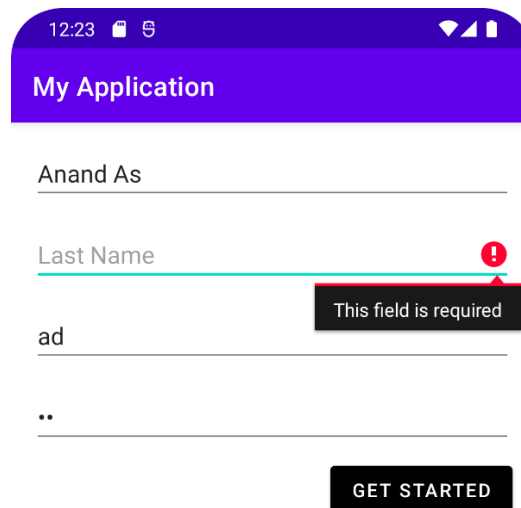 12:23
My Application
Anand As
Last Name
This field is required
ad
••
GET STARTED